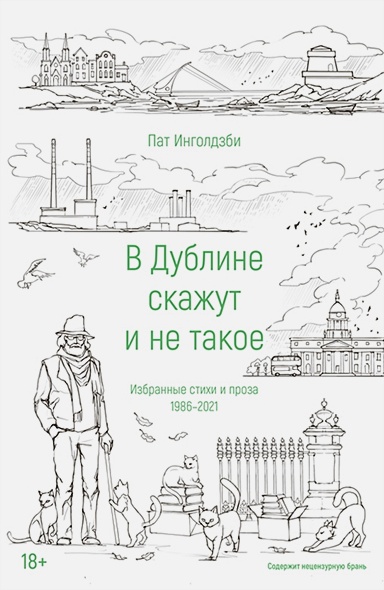 Пат Инголдзби
В Дублине
скажут
и не такое
Избранные стихи и проза
1986–2021
18+
Содержит нецензурную брань